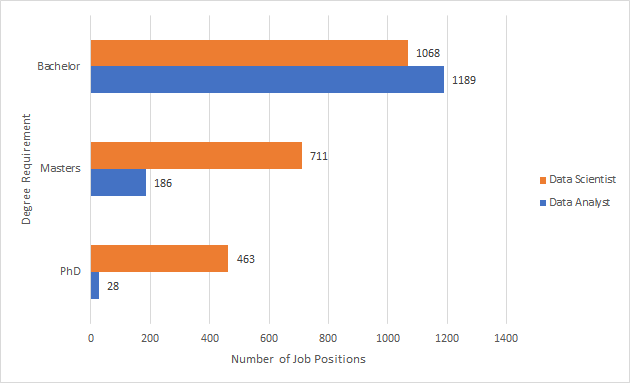 Degree Requirement
Bachelor
1068
1189
Masters
711
186
PhD
463
28
0 200 400 600 800 1000 1200 1400
Number of Job Positions
Data Scientist
Data Analyst